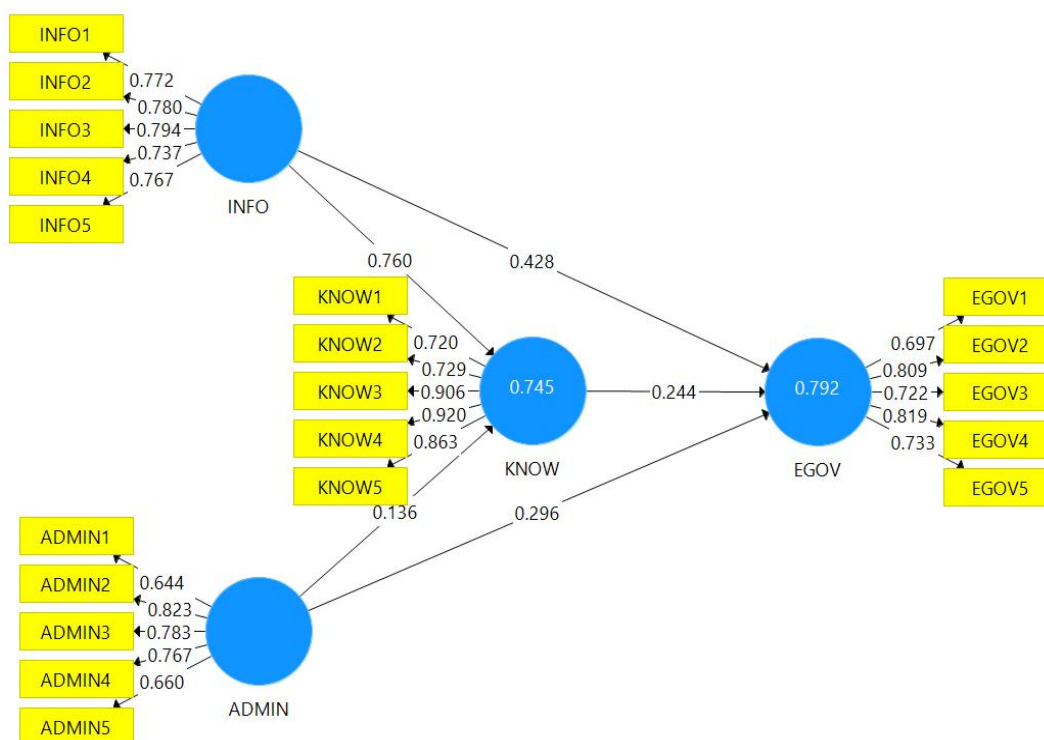 INFO1
INFO2
INFO3
INFO4
INFO5
0.772
0.780
0.794
0.737
0.767
INFO
0.760
0.428
KNOW1
KNOW2
KNOW3
KNOW4
KNOW5
0.720
0.729
0.906
0.920
0.863
0.745
KNOW
0.244
0.792
EGOV
0.697
0.809
0.722
0.819
0.733
EGOV1
EGOV2
EGOV3
EGOV4
EGOV5
0.136
0.296
ADMIN1
ADMIN2
ADMIN3
ADMIN4
ADMIN5
0.644
0.823
0.783
0.767
0.660
ADMIN